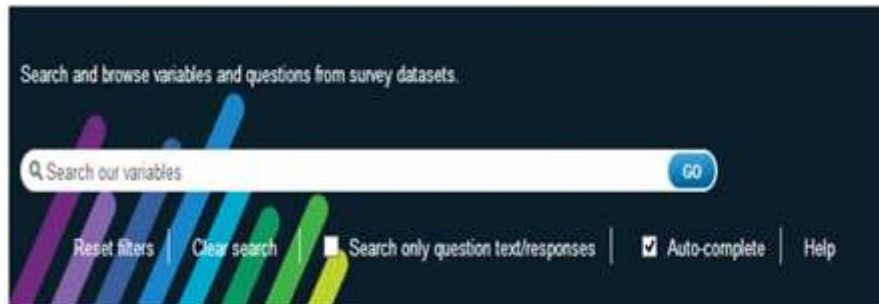 Search and browse variables and questions from survey datasets.
Search our variables GO
Reset filters Clear search Search only question text/responses Auto-complete Help